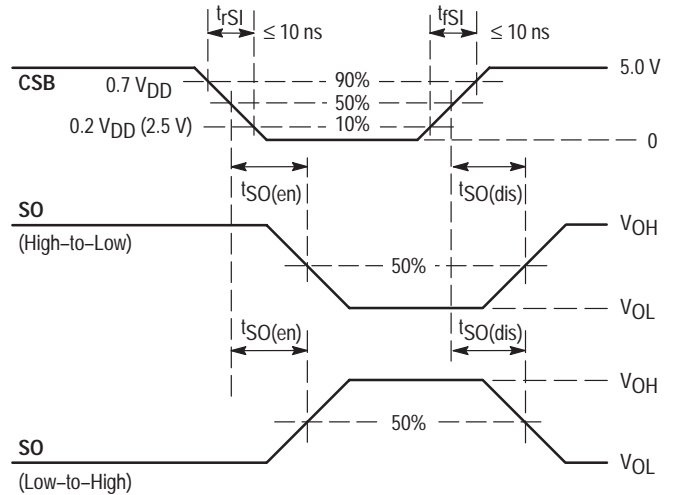 trSI ≤ 10 ns tfSI ≤ 10 ns
CSB 0.7 VDD 90% 5.0 V
50%
0.2 VDD (2.5 V) 10% 0
tSO(en) tSO(dis)
SO VOH
(High–to–Low) 50%
VOL
tSO(en) tSO(dis)
VOH
50%
SO VOL
(Low–to–High)